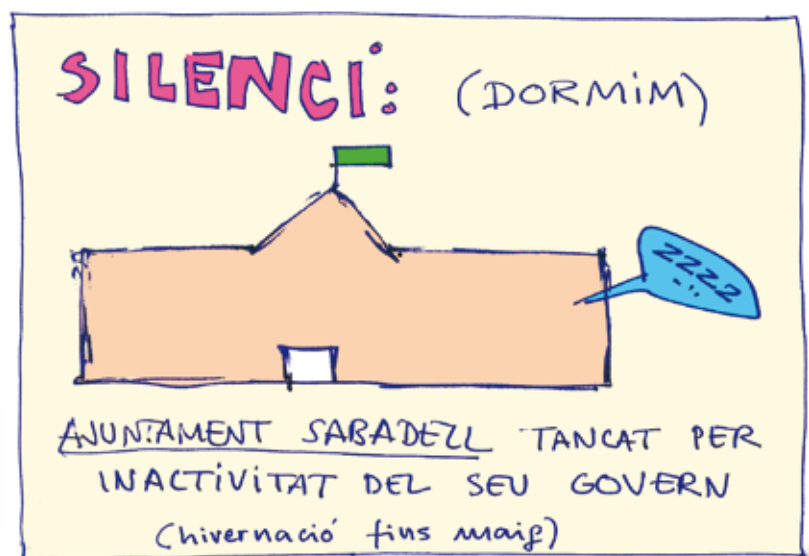 SILENCI: (DORMiM)
ZZZZ...
AJUNTAMENT SABADELL TANCAT PER
INACTiViTAT DEL SEU GOVERN
(hivernació fins maig)